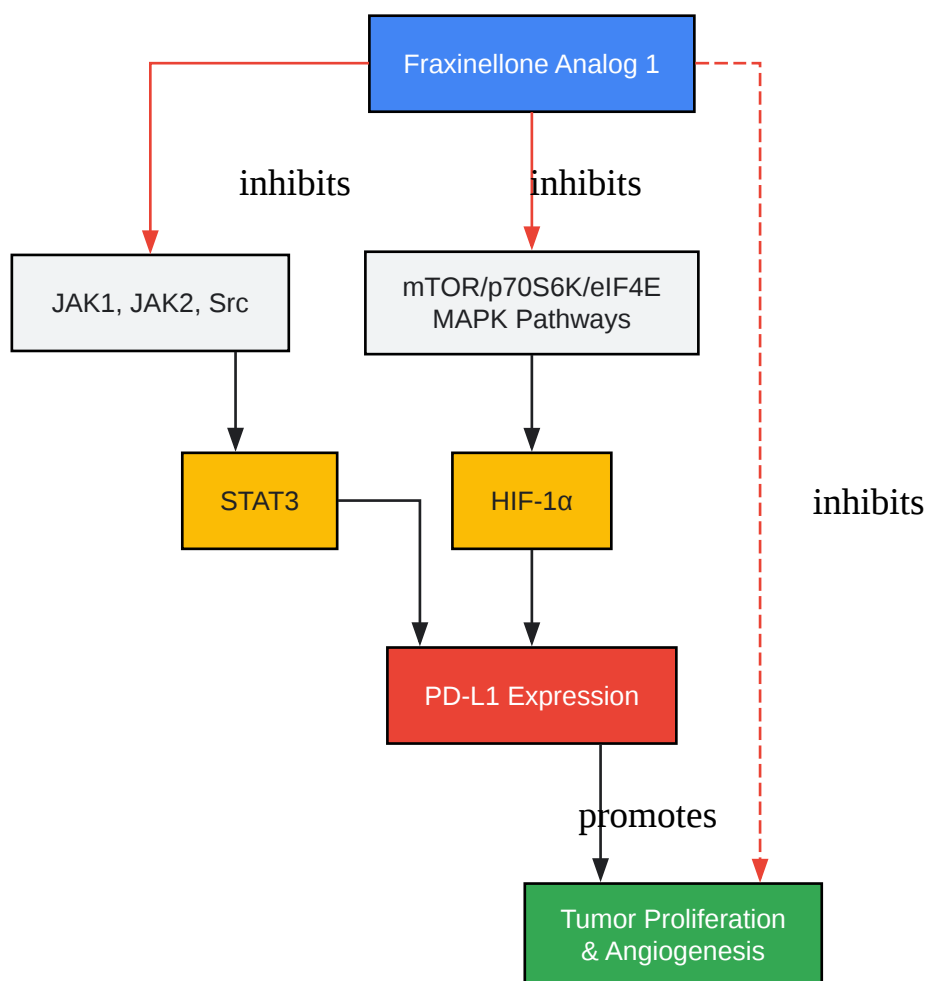 Fraxinellone Analog 1
inhibits
inhibits
JAK1, JAK2, Src
mTOR/p70S6K/eIF4E
MAPK Pathways
STAT3
HIF-1α
inhibits
PD-L1 Expression
promotes
Tumor Proliferation
& Angiogenesis